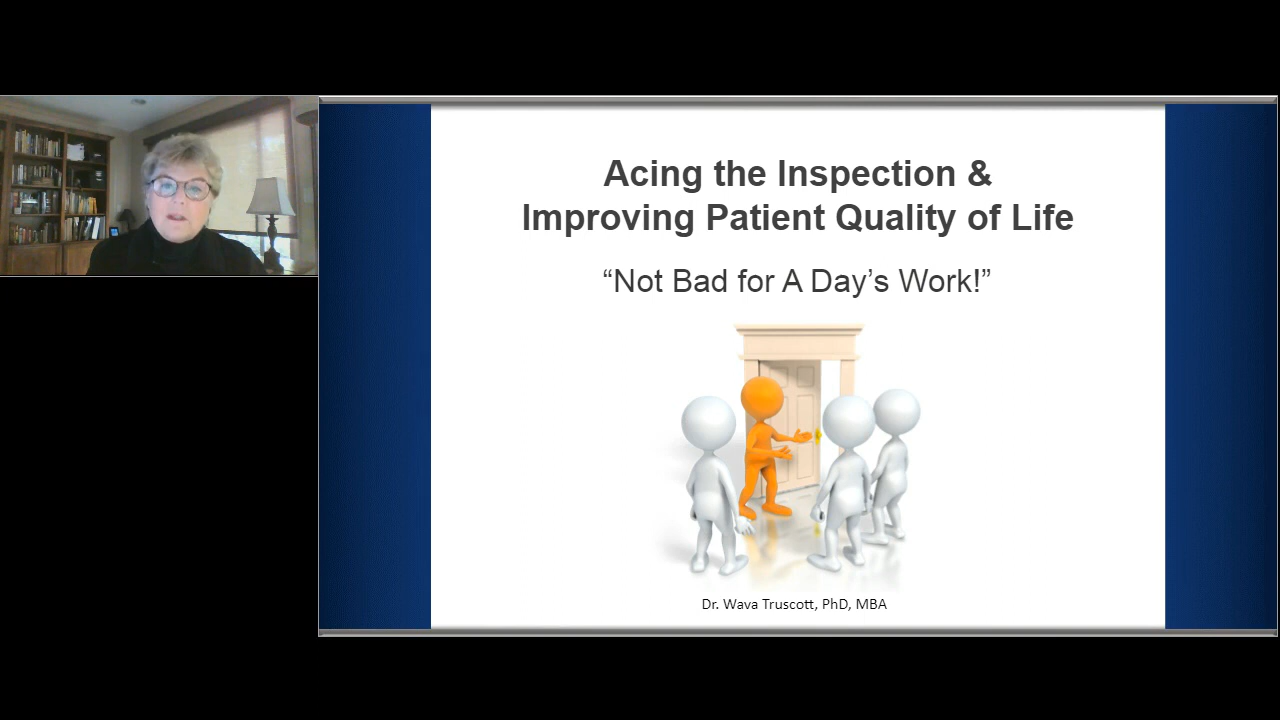 Acing the Inspection &
Improving Patient Quality of Life
“Not Bad for A Day’s Work!”
Dr. Wava Truscott, PhD, MBA